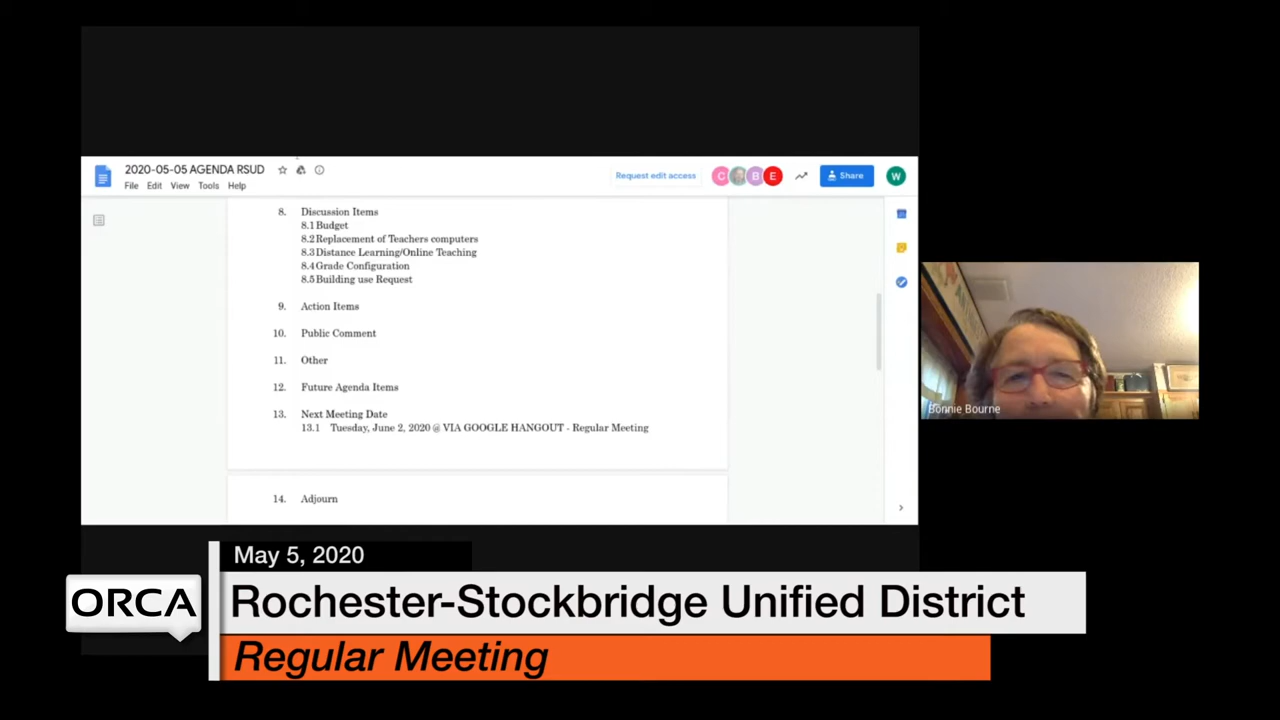 2020-05-05 AGENDA RSUD
File Edit View Tools Help
Request edit access
C B E
Share
W
8. Discussion Items
8.1 Budget
8.2 Replacement of Teachers computers
8.3 Distance Learning/Online Teaching
8.4 Grade Configuration
8.5 Building use Request
9. Action Items
10. Public Comment
11. Other
12. Future Agenda Items
13. Next Meeting Date
13.1 Tuesday, June 2, 2020 @ VIA GOOGLE HANGOUT - Regular Meeting
14. Adjourn
Bonnie Bourne
May 5, 2020
ORCA
Rochester-Stockbridge Unified District
Regular Meeting